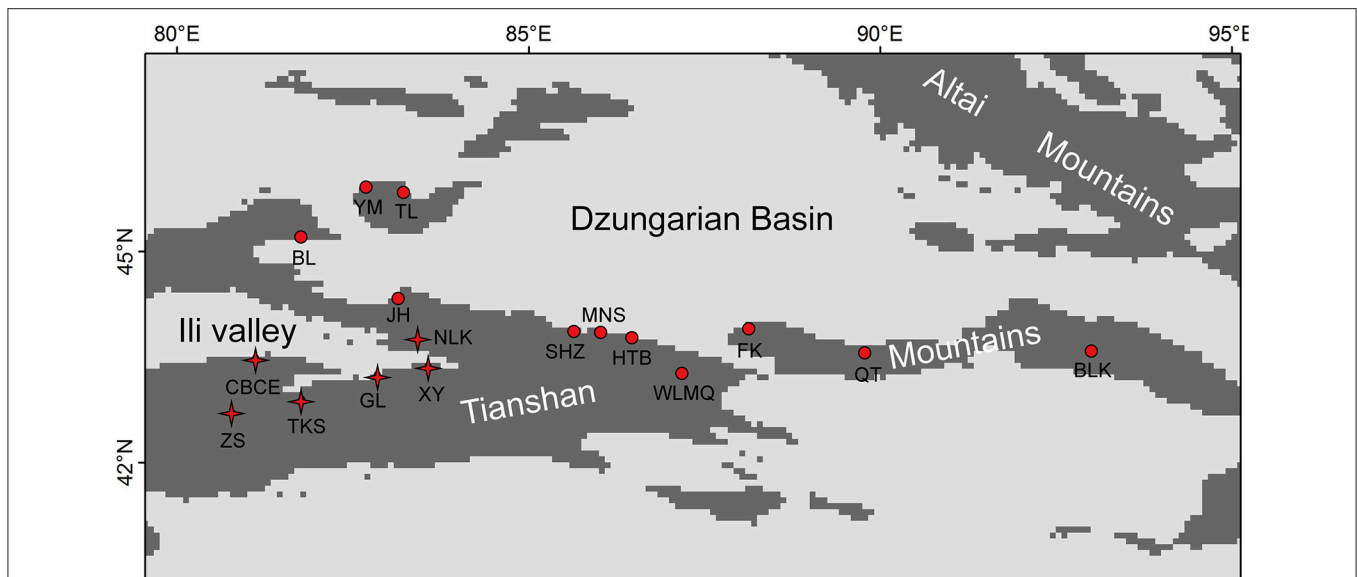 80°E
85°E
90°E
95°E
45°N
42°N
Altai
Mountains
YM
TL
Dzungarian Basin
BL
JH
MNS
Ili valley
NLK
SHZ
HTB
FK
Mountains
QT
BLK
CBCE
GL
XY
WLMQ
Tianshan
TKS
ZS